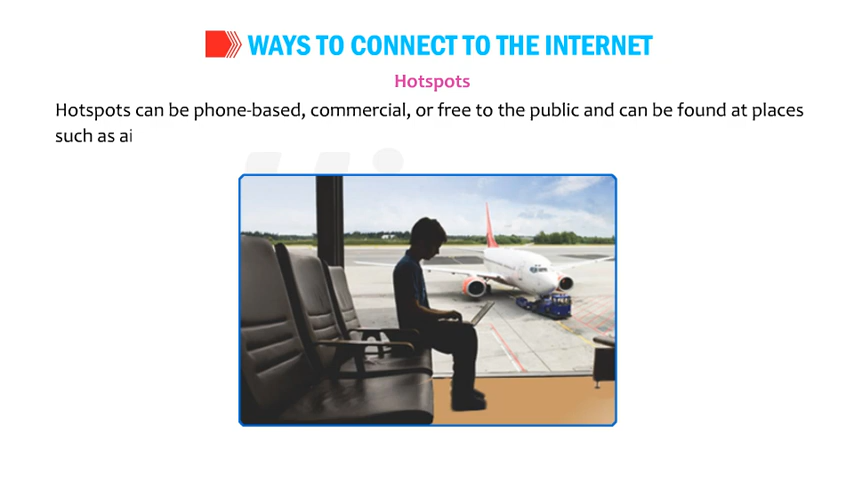 WAYS TO CONNECT TO THE INTERNET
Hotspots
Hotspots can be phone-based, commercial, or free to the public and can be found at places
such as ai